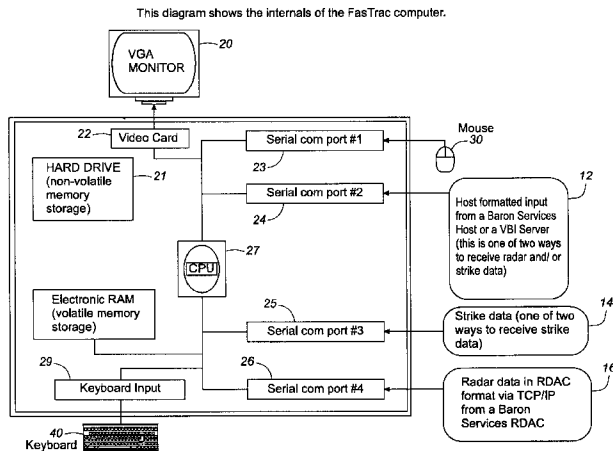 This diagram shows the internals of the FasTrac computer.
20
VGA
MONITOR
22
Video Card
HARD DRIVE
(non-volatile
memory
storage)
21
Serial com port #1
23
Mouse
30
Serial com port #2
24
12
Host formatted input
from a Baron Services
Host or a VBI Server
(this is one of two ways
to receive radar and/ or
strike data)
27
CPU
Electronic RAM
(volatile memory
storage)
25
Serial com port #3
14
Strike data (one of two
ways to receive strike
data)
29
Keyboard Input
26
Serial com port #4
16
Radar data in RDAC
format via TCP/IP
from a Baron
Services RDAC
40
Keyboard